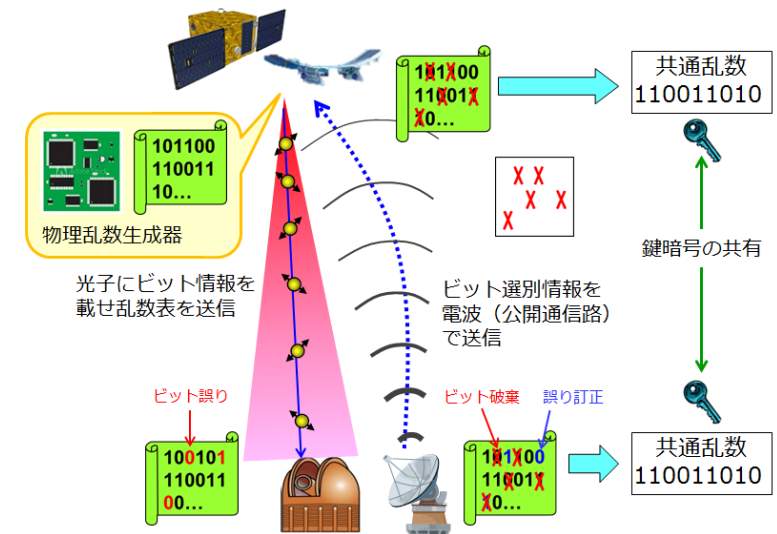 101100
110011
10...
共通乱数
110011010
101100
110011
10...
物理乱数生成器
鍵暗号の共有
光子にビット情報を
載せ乱数表を送信
ビット選別情報を
電波（公開通信路）
で送信
ビット誤り
ビット破棄
誤り訂正
100101
110011
00...
101100
110011
0...
共通乱数
110011010